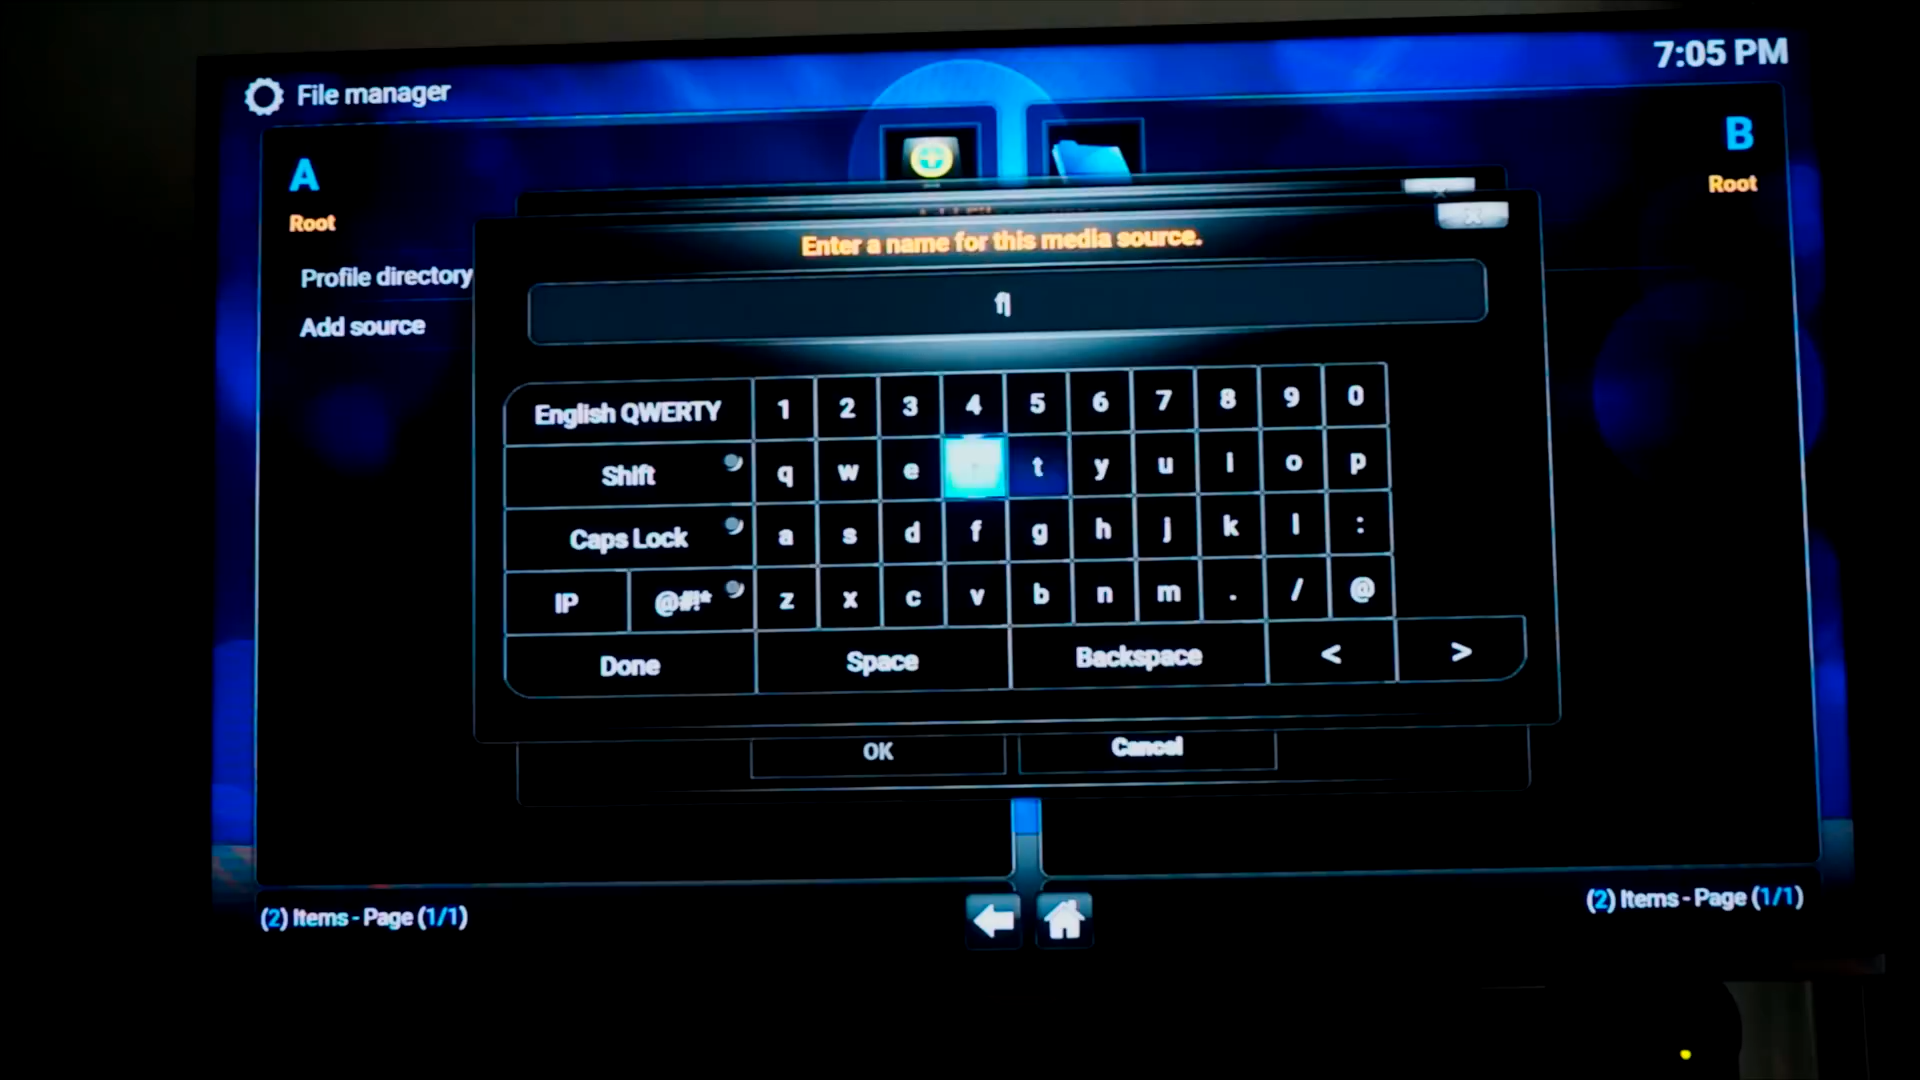 File manager
7:05 PM
A
B
Root
Root
Enter a name for this media source.
Profile directory
f
Add source
English QWERTY 1 2 3 4 5 6 7 8 9 0
Shift q w e t y u i o p
Caps Lock a s d f g h j k l :
IP @#!* z x c v b n m . / @
Done Space Backspace < >
OK Cancel
(2) Items - Page (1/1)
(2) Items - Page (1/1)